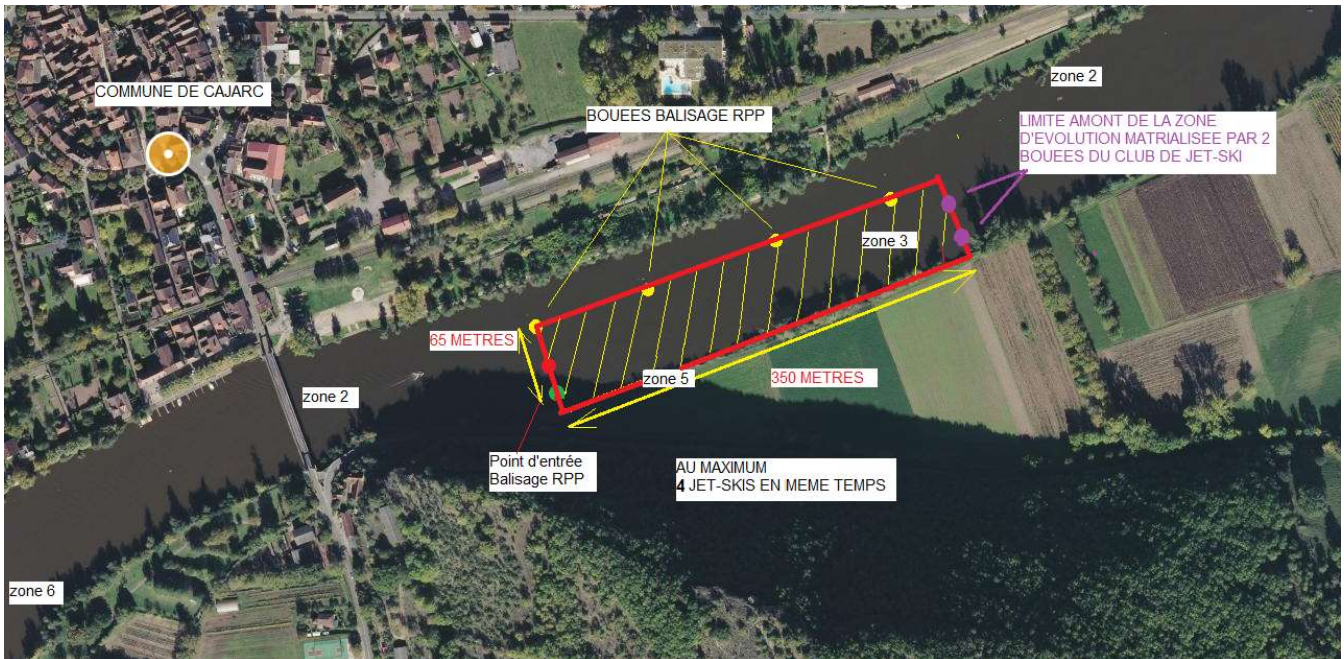 zone 2
COMMUNE DE CAJARC
BOUEES BALISAGE RPP
LIMITE AMONT DE LA ZONE
D'EVOLUTION MATRIALISEE PAR 2
BOUEES DU CLUB DE JET-SKI
zone 3
65 METRES
zone 5
350 METRES
zone 2
Point d'entrée
Balisage RPP
AU MAXIMUM
4 JET-SKIS EN MEME TEMPS
zone 6